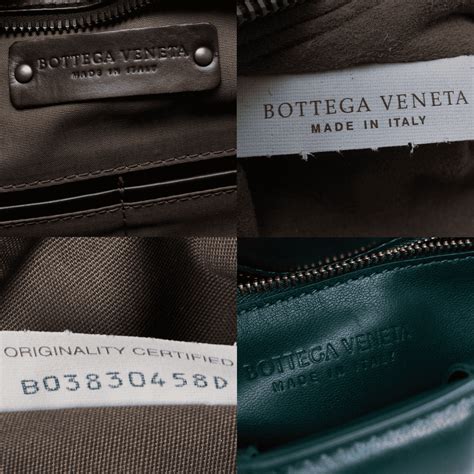 BOTTEGA VENETA
MADE IN ITALY
BOTTEGA VENETA
MADE IN ITALY
ORIGINALITY CERTIFIED
B03830458D
BOTTEGA VENETA
MADE IN ITALY